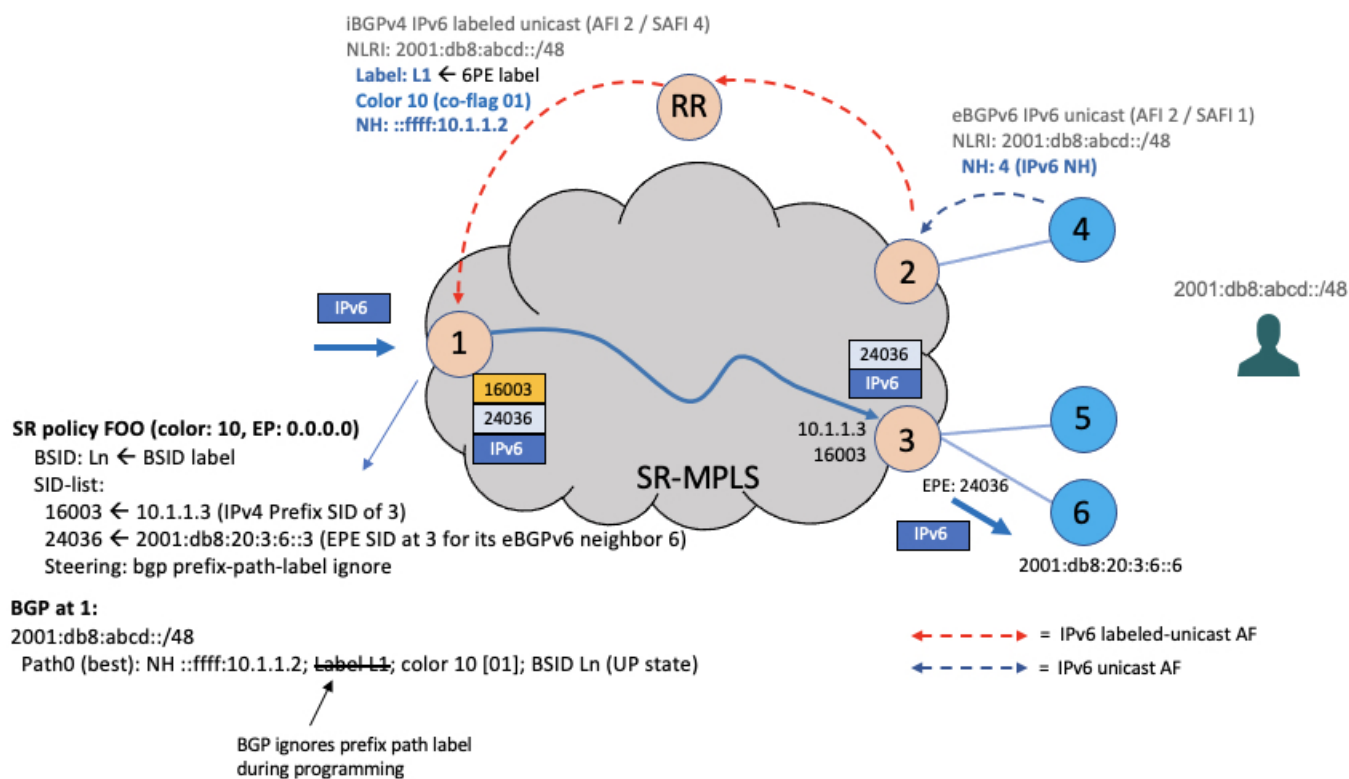 iBGPv4 IPv6 labeled unicast (AFI 2 / SAFI 4)
NLRI: 2001:db8:abcd::/48
Label: L1 ← 6PE label
Color 10 (co-flag 01)
NH: ::ffff:10.1.1.2
RR
eBGPv6 IPv6 unicast (AFI 2 / SAFI 1)
NLRI: 2001:db8:abcd::/48
NH: 4 (IPv6 NH)
4
2
2001:db8:abcd::/48
IPv6
1
16003
24036
IPv6
24036
IPv6
10.1.1.3
16003
3
5
SR-MPLS
EPE: 24036
6
IPv6
2001:db8:20:3:6::6
SR policy FOO (color: 10, EP: 0.0.0.0)
BSID: Ln ← BSID label
SID-list:
16003 ← 10.1.1.3 (IPv4 Prefix SID of 3)
24036 ← 2001:db8:20:3:6::3 (EPE SID at 3 for its eBGPv6 neighbor 6)
Steering: bgp prefix-path-label ignore
BGP at 1:
2001:db8:abcd::/48
Path0 (best): NH ::ffff:10.1.1.2; Label L1; color 10 [01]; BSID Ln (UP state)
BGP ignores prefix path label
during programming
= IPv6 labeled-unicast AF
= IPv6 unicast AF